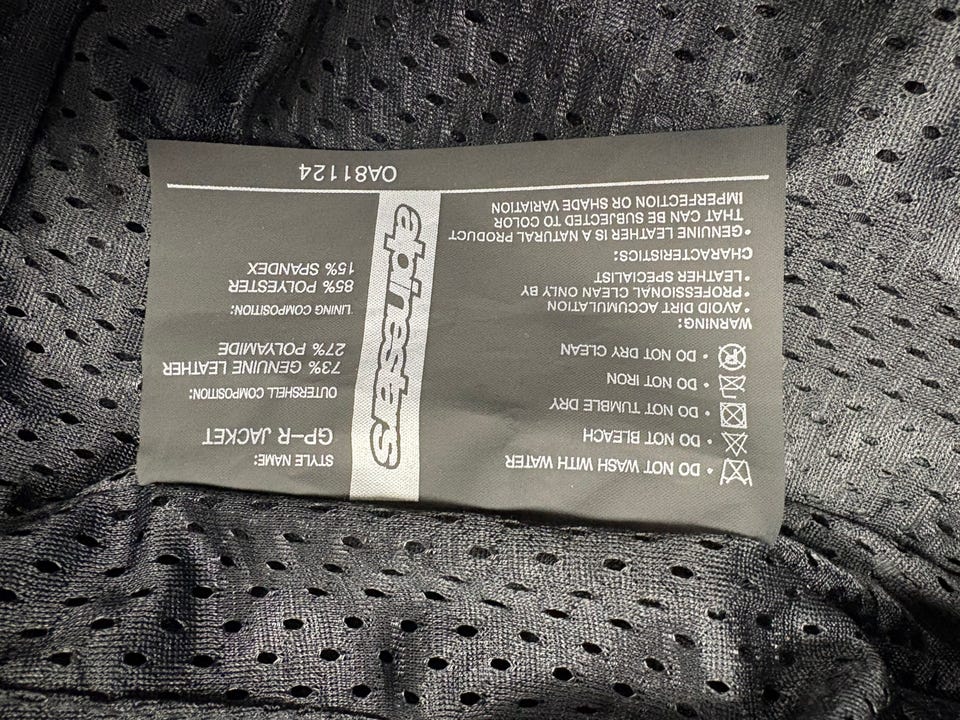 • DO NOT WASH WITH WATER
• DO NOT BLEACH
• DO NOT TUMBLE DRY
• DO NOT IRON
• DO NOT DRY CLEAN
WARNING:
• AVOID DIRT ACCUMULATION
• PROFESSIONAL CLEAN ONLY BY
• LEATHER SPECIALIST
CHARACTERISTICS:
• GENUINE LEATHER IS A NATURAL PRODUCT
THAT CAN BE SUBJECTED TO COLOR
IMPERFECTION OR SHADE VARIATION
alpinestars
STYLE NAME:
GP-R JACKET
OUTERSHELL COMPOSITION:
73% GENUINE LEATHER
27% POLYAMIDE
LINING COMPOSITION:
85% POLYESTER
15% SPANDEX
OA81124